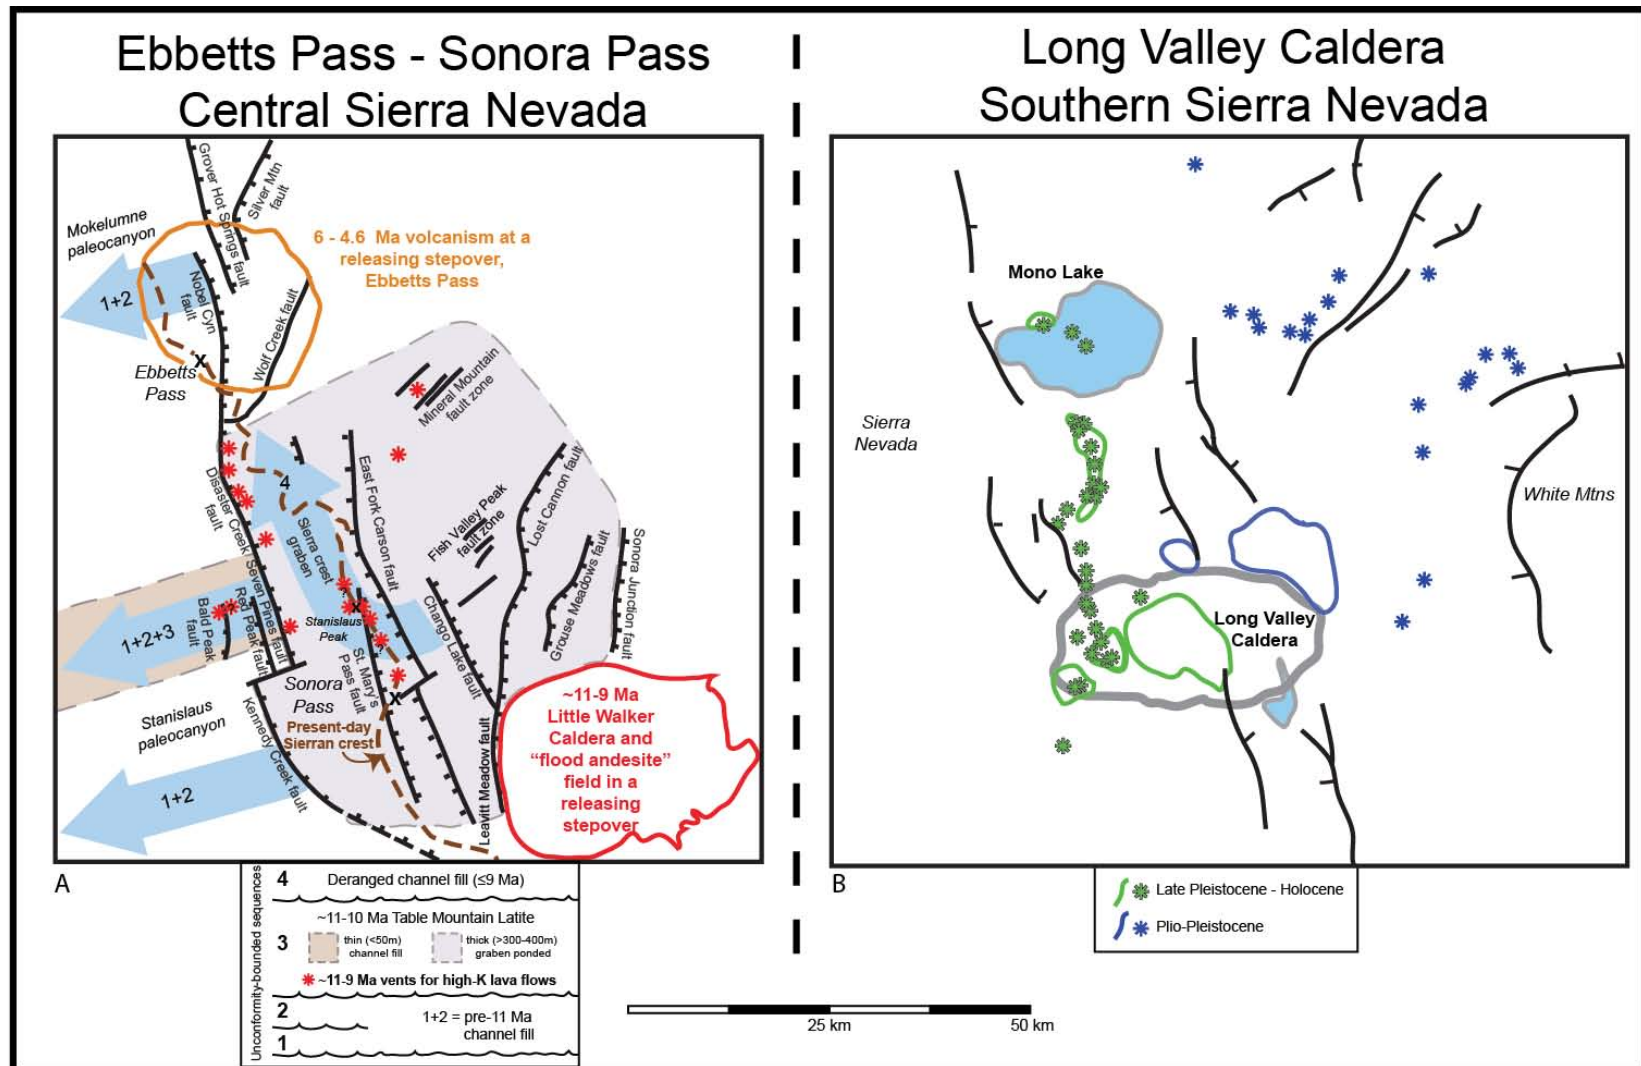 Ebbetts Pass - Sonora Pass
Central Sierra Nevada
Grover Hot Springs fault
Silver Mtn
fault
Mokelumne
paleocanyon
6 - 4.6 Ma volcanism at a
releasing stepover,
Ebbetts Pass
1+2
Nobel Cyn
fault
Wolf Creek fault
x
Ebbetts
Pass
Mineral Mountain
fault zone
4
Disaster Creek
fault
Sierra crest
graben
East Fork Carson fault
Fish Valley Peak
fault zone
Lost Cannon fault
Grouse Meadows fault
Sonora Junction fault
Seven Pines fault
Red Peak fault
Bald Peak
fault
1+2+3
x
Stanislaus
Peak
Chango Lake fault
St. Mary's
Pass fault
Sonora
Pass
x
Stanislaus
paleocanyon
Kennedy Creek fault
Present-day
Sierran crest
Leavitt Meadow fault
~11-9 Ma
Little Walker
Caldera and
“flood andesite”
field in a
releasing
stepover
1+2
A
Unconformity-bounded sequences
4 Deranged channel fill (≤9 Ma)
~11-10 Ma Table Mountain Latite
3
thin (<50m)
channel fill
thick (>300-400m)
graben ponded
~11-9 Ma vents for high-K lava flows
2
1+2 = pre-11 Ma
channel fill
1
Long Valley Caldera
Southern Sierra Nevada
Mono Lake
Sierra
Nevada
White Mtns
Long Valley
Caldera
B
Late Pleistocene - Holocene
Plio-Pleistocene
25 km
50 km